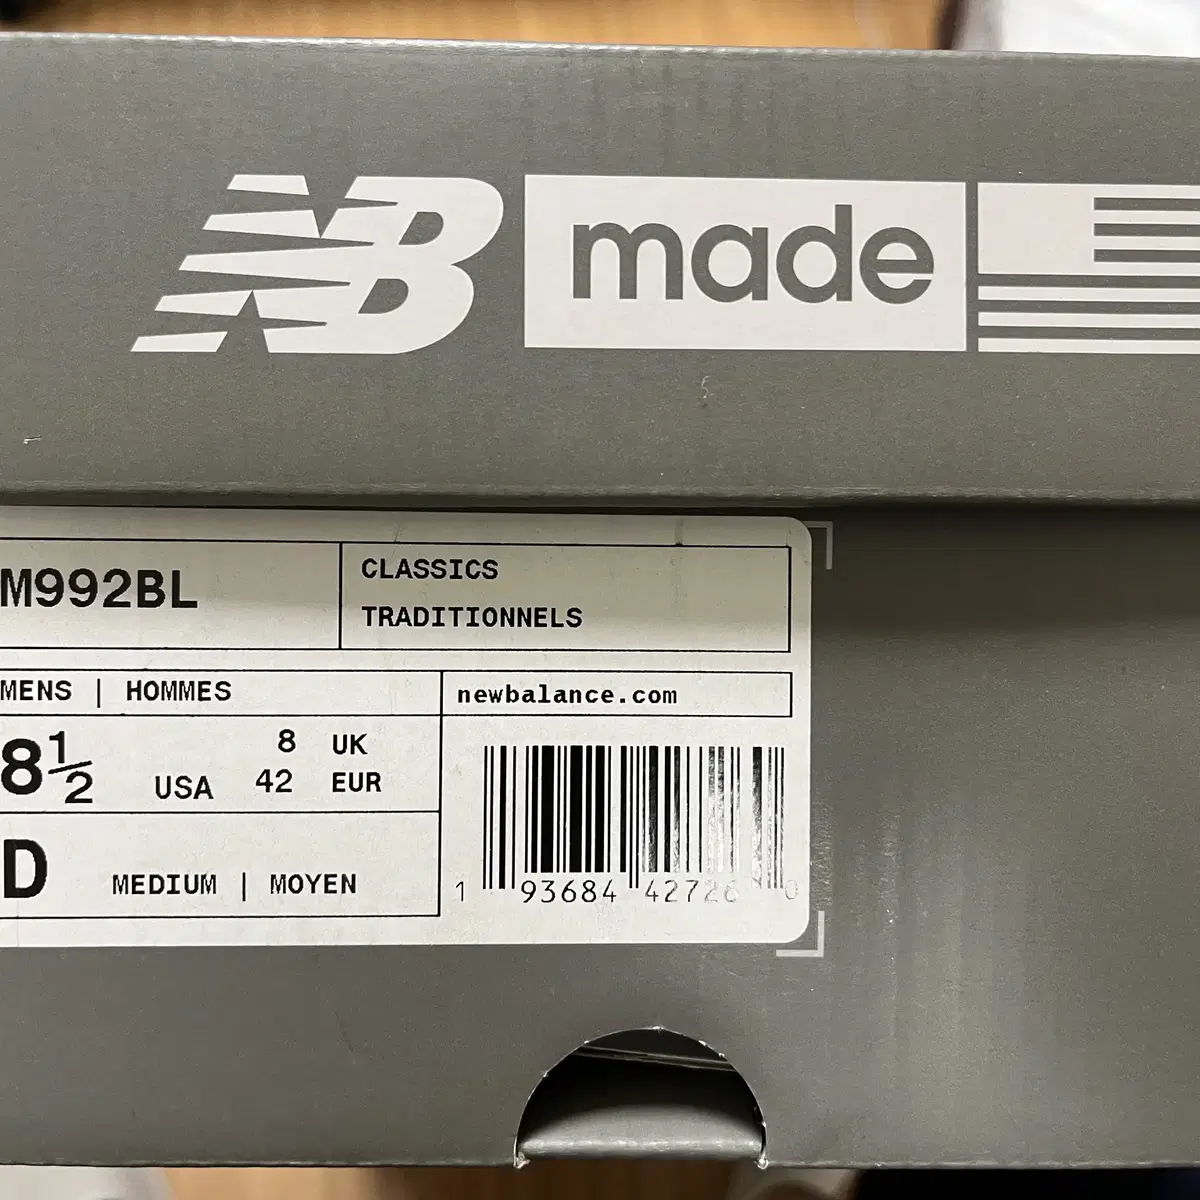 NB made
M992BL
CLASSICS
TRADITIONNELS
MENS | HOMMES
newbalance.com
8½ USA
8 UK
42 EUR
D MEDIUM | MOYEN
1 93684 42726 0